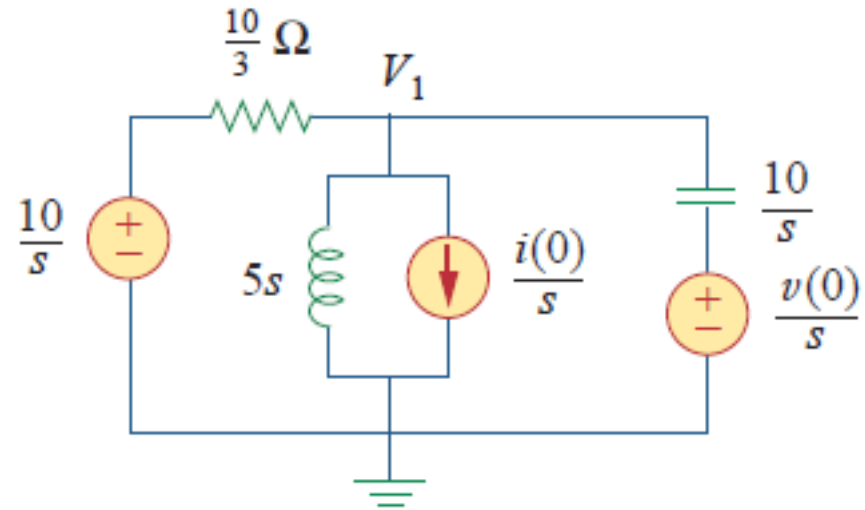 10/3 Ω
V₁
10/s
+
−
5s
i(0)/s
10/s
+
−
v(0)/s